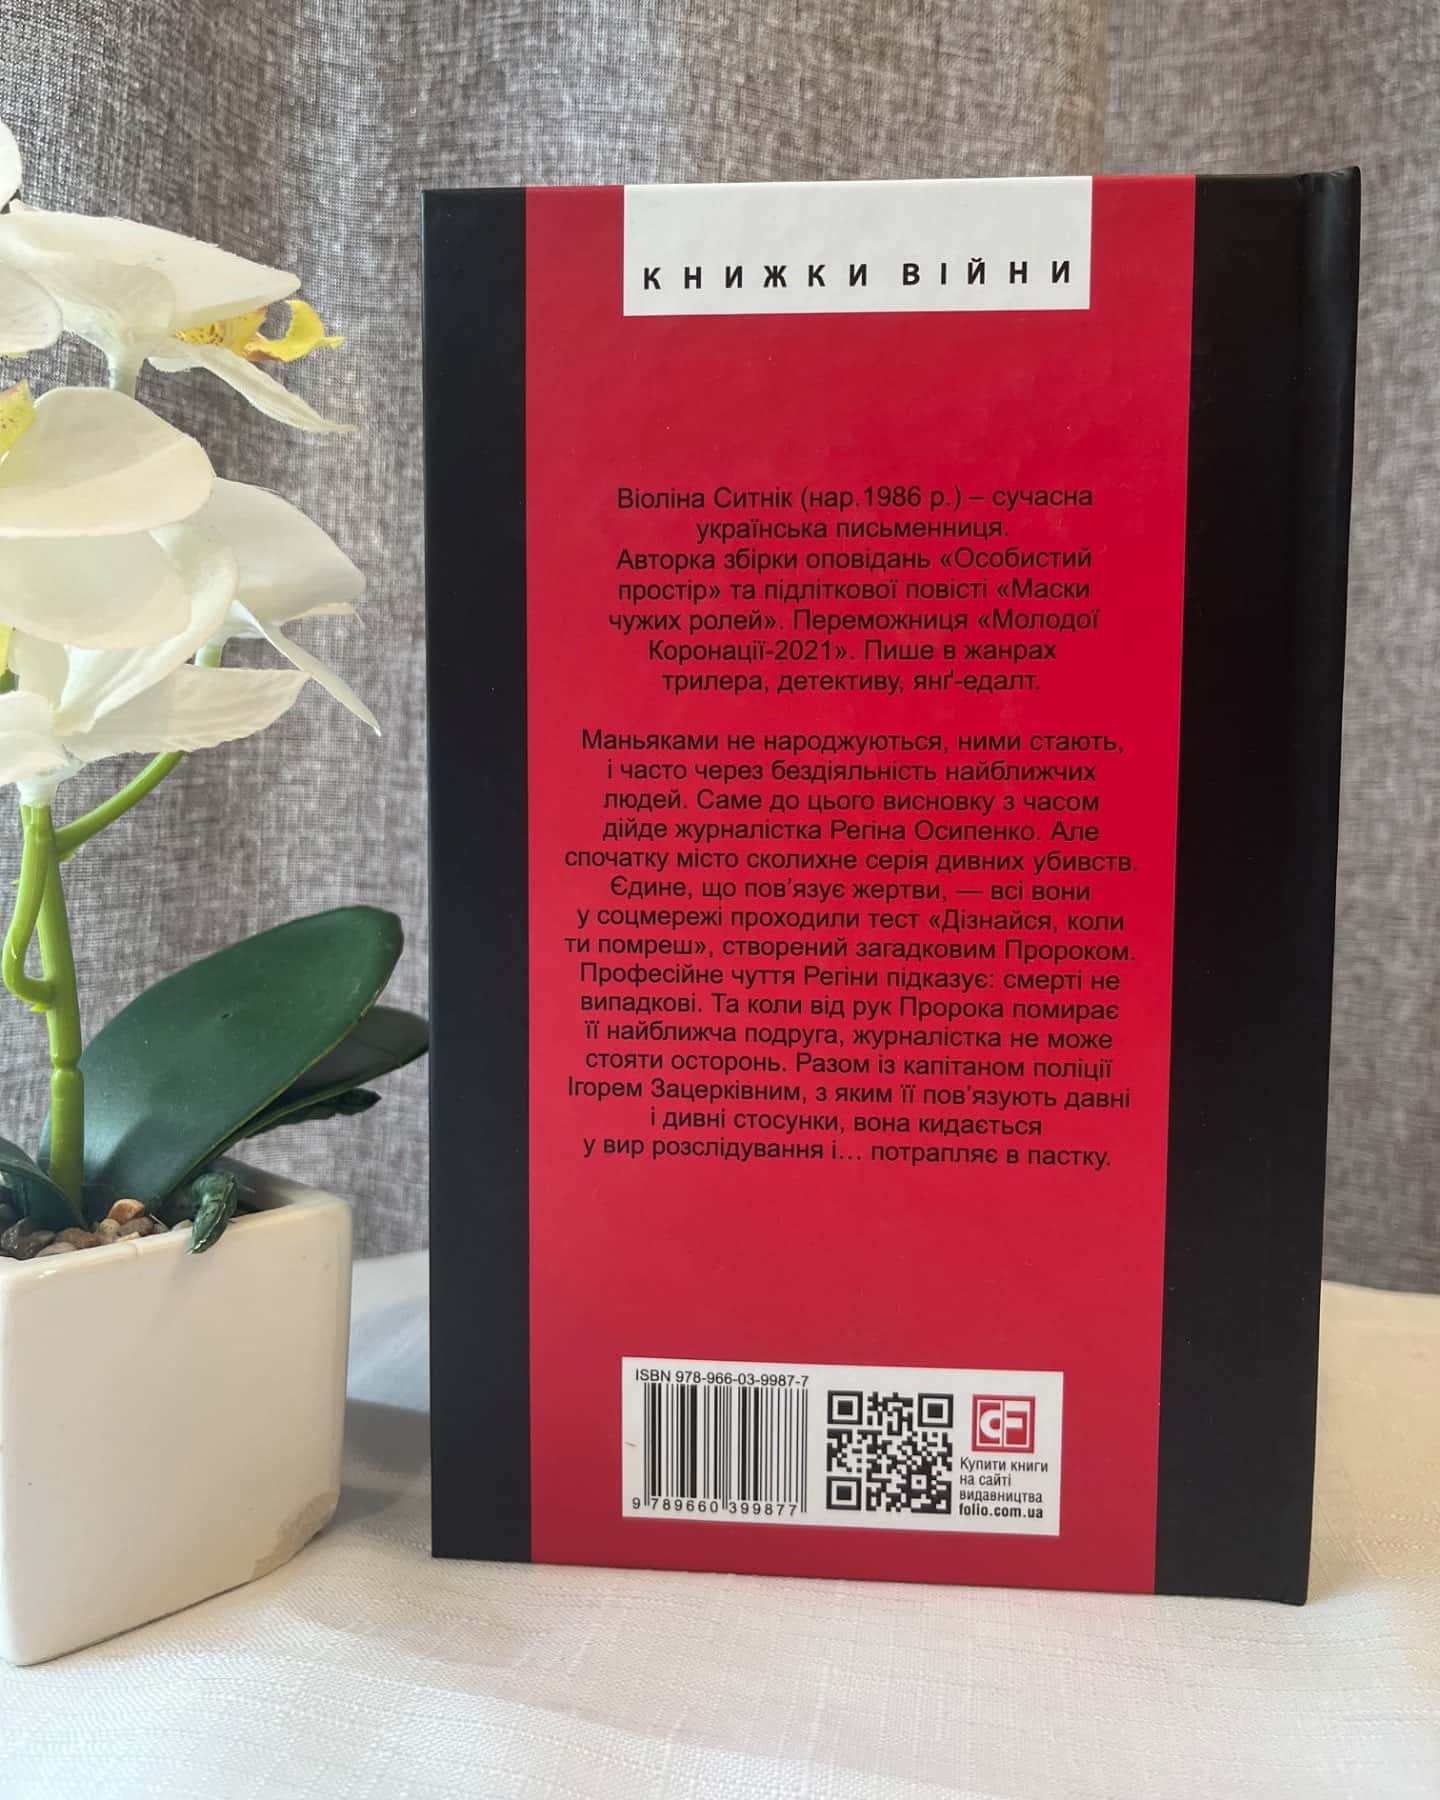 КНИЖКИ ВІЙНИ
Віоліна Ситнік (нар.1986 р.) – сучасна
українська письменниця.
Авторка збірки оповідань «Особистий
простір» та підліткової повісті «Маски
чужих ролей». Переможниця «Молодої
Коронації-2021». Пише в жанрах
трилера, детективу, янґ-едалт.
Маньяками не народжуються, ними стають,
і часто через бездіяльність найближчих
людей. Саме до цього висновку з часом
дійде журналістка Регіна Осипенко. Але
спочатку місто сколихне серія дивних убивств.
Єдине, що пов’язує жертви, — всі вони
у соцмережі проходили тест «Дізнайся, коли
ти помреш», створений загадковим Пророком.
Професійне чуття Регіни підказує: смерті не
випадкові. Та коли від рук Пророка помирає
її найближча подруга, журналістка не може
стояти осторонь. Разом із капітаном поліції
Ігорем Зацерківним, з яким її пов’язують давні
і дивні стосунки, вона кидається
у вир розслідування і... потрапляє в пастку.
ISBN 978-966-03-9987-7
9 789660 399877
CF
Купити книги
на сайті
видавництва
folio.com.ua